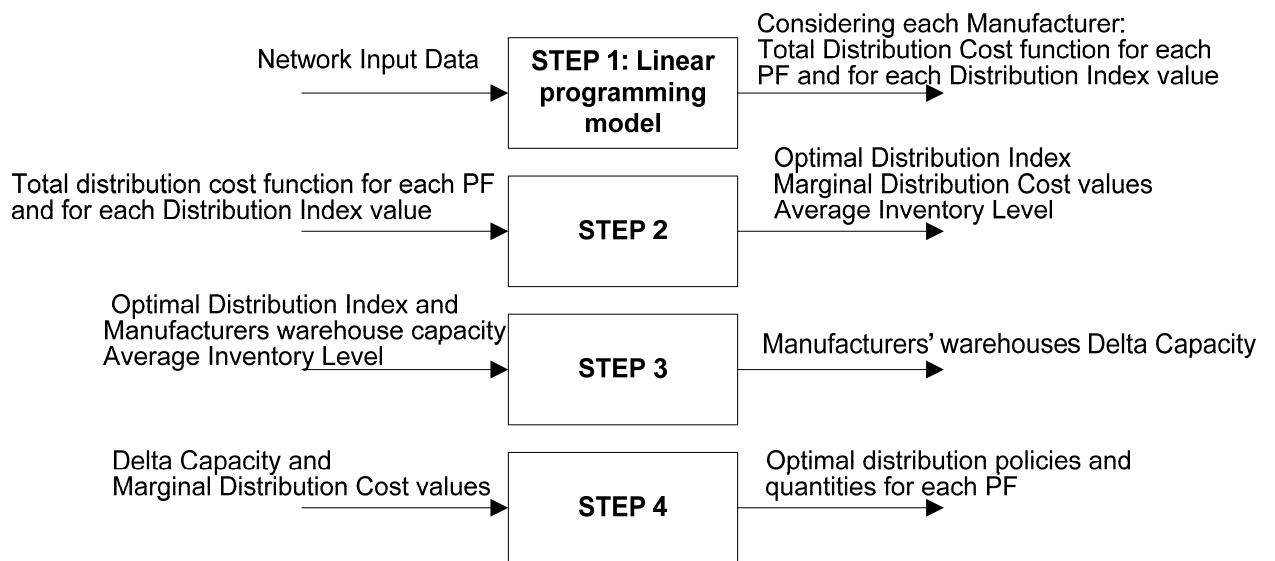 Network Input Data
STEP 1: Linear
programming
model
Considering each Manufacturer:
Total Distribution Cost function for each
PF and for each Distribution Index value
Total distribution cost function for each PF
and for each Distribution Index value
STEP 2
Optimal Distribution Index
Marginal Distribution Cost values
Average Inventory Level
Optimal Distribution Index and
Manufacturers warehouse capacity
Average Inventory Level
STEP 3
Manufacturers’ warehouses Delta Capacity
Delta Capacity and
Marginal Distribution Cost values
STEP 4
Optimal distribution policies and
quantities for each PF